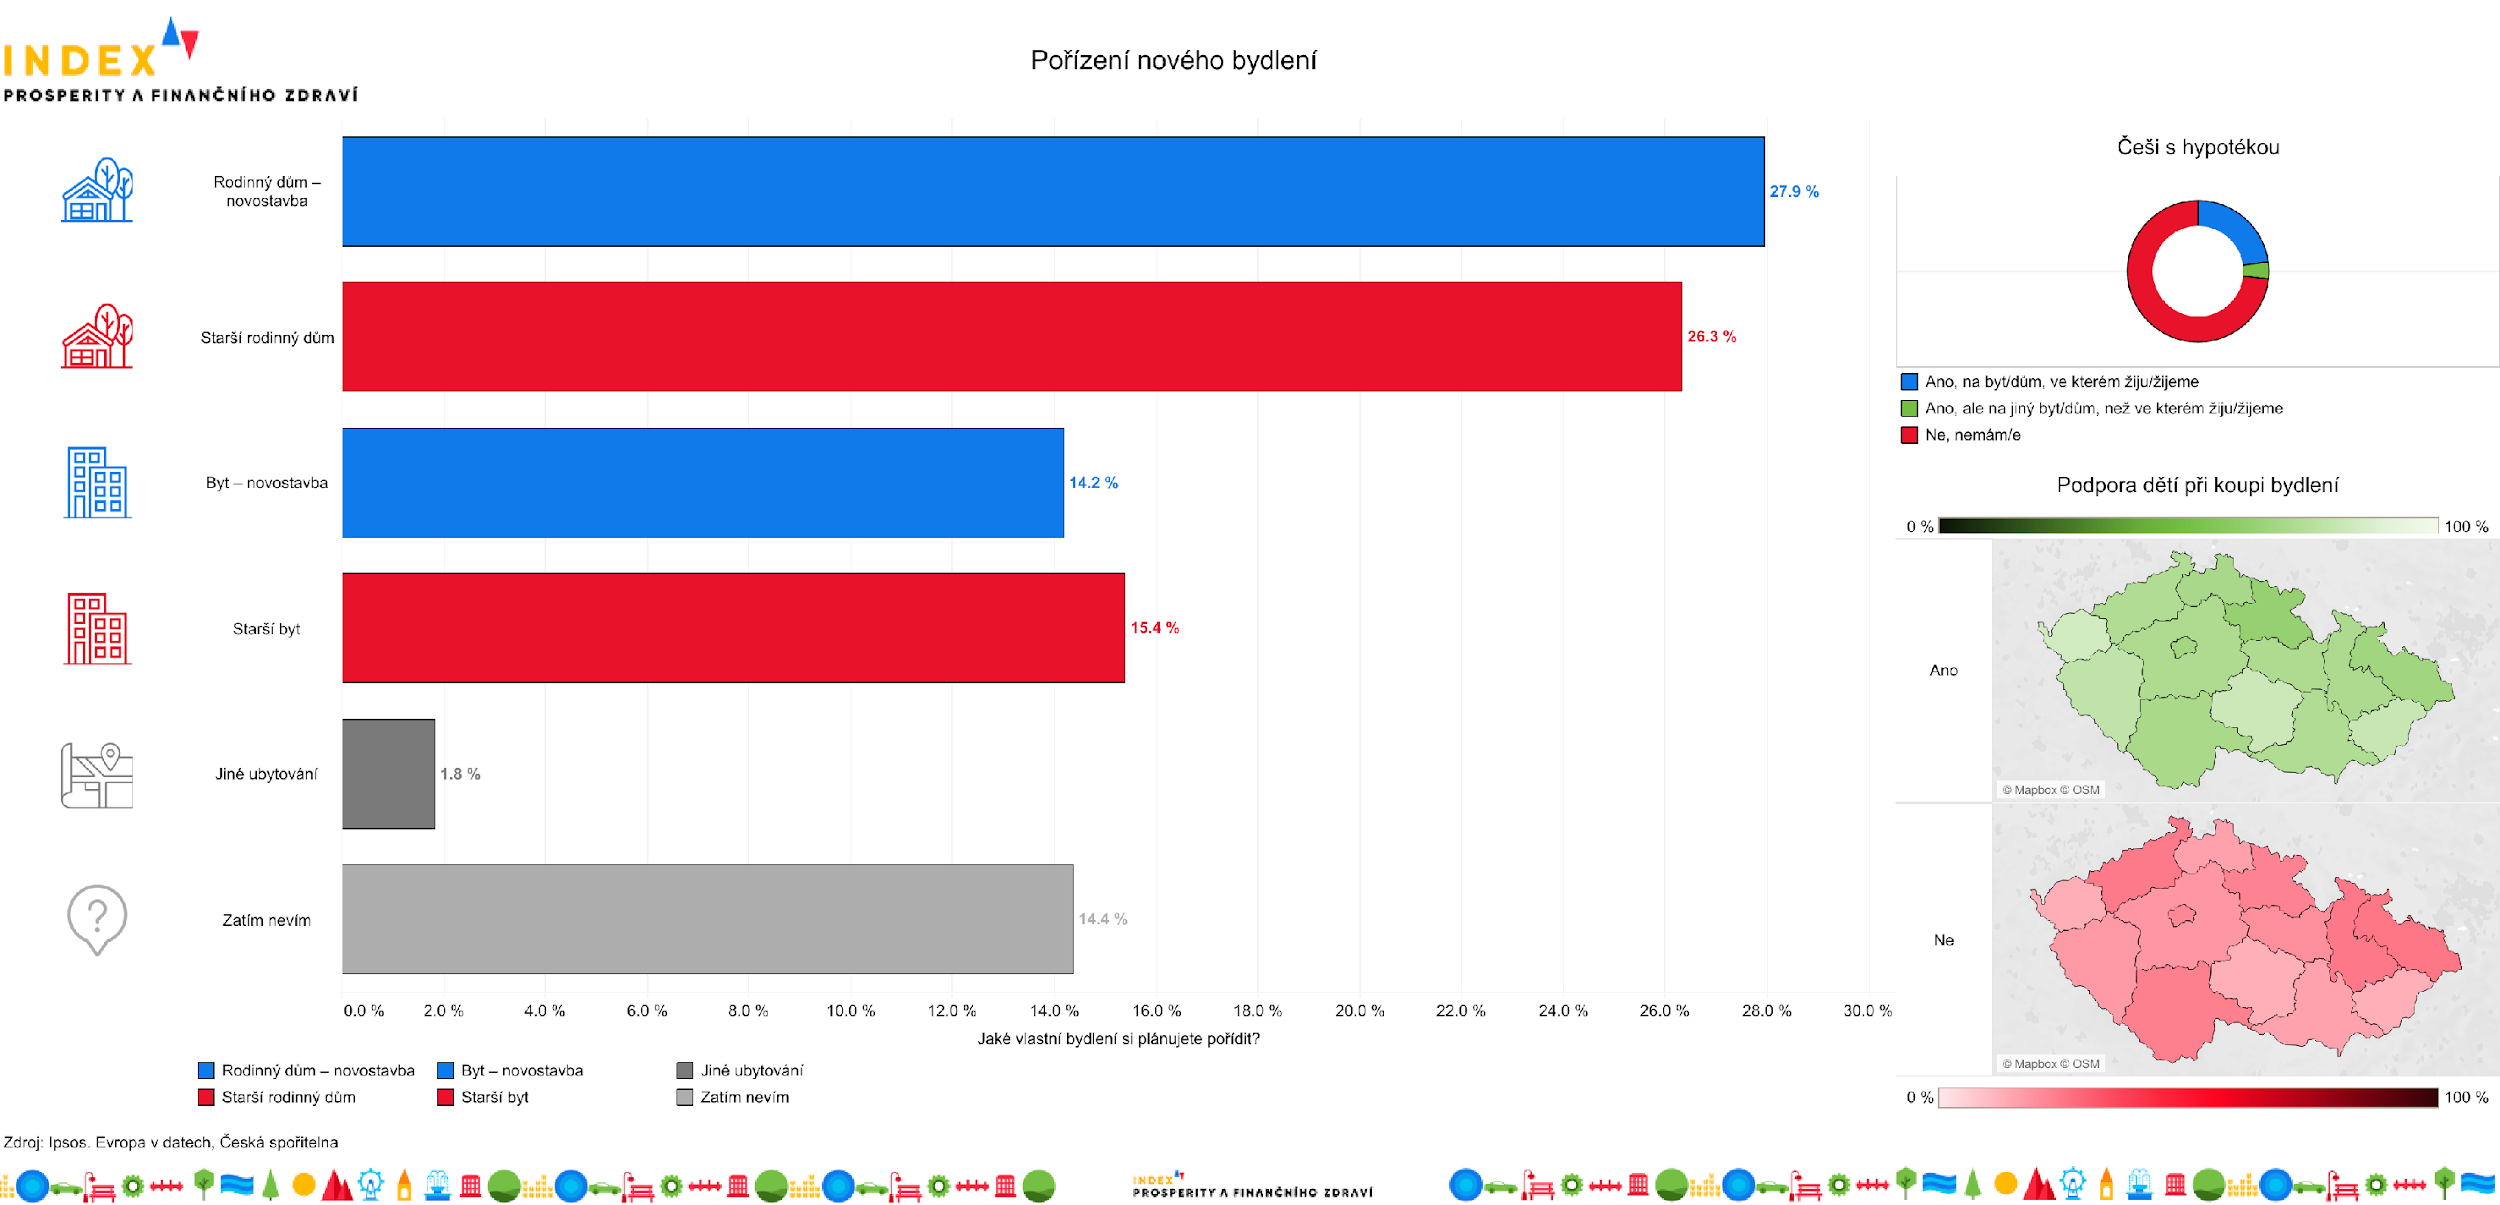 INDEX
PROSPERITY A FINANČNÍHO ZDRAVÍ
Pořízení nového bydlení
Rodinný dům –
novostavba
27.9 %
Starší rodinný dům
26.3 %
Byt – novostavba
14.2 %
Starší byt
15.4 %
Jiné ubytování
1.8 %
Zatím nevím
14.4 %
0.0 % 2.0 % 4.0 % 6.0 % 8.0 % 10.0 % 12.0 % 14.0 % 16.0 % 18.0 % 20.0 % 22.0 % 24.0 % 26.0 % 28.0 % 30.0 %
Jaké vlastní bydlení si plánujete pořídit?
Rodinný dům – novostavba Byt – novostavba Jiné ubytování
Starší rodinný dům Starší byt Zatím nevím
Češi s hypotékou
Ano, na byt/dům, ve kterém žiju/žijeme
Ano, ale na jiný byt/dům, než ve kterém žiju/žijeme
Ne, nemám/e
Podpora dětí při koupi bydlení
0 % 100 %
Ano
© Mapbox © OSM
Ne
© Mapbox © OSM
0 % 100 %
Zdroj: Ipsos. Evropa v datech, Česká spořitelna
INDEX
PROSPERITY A FINANČNÍHO ZDRAVÍ